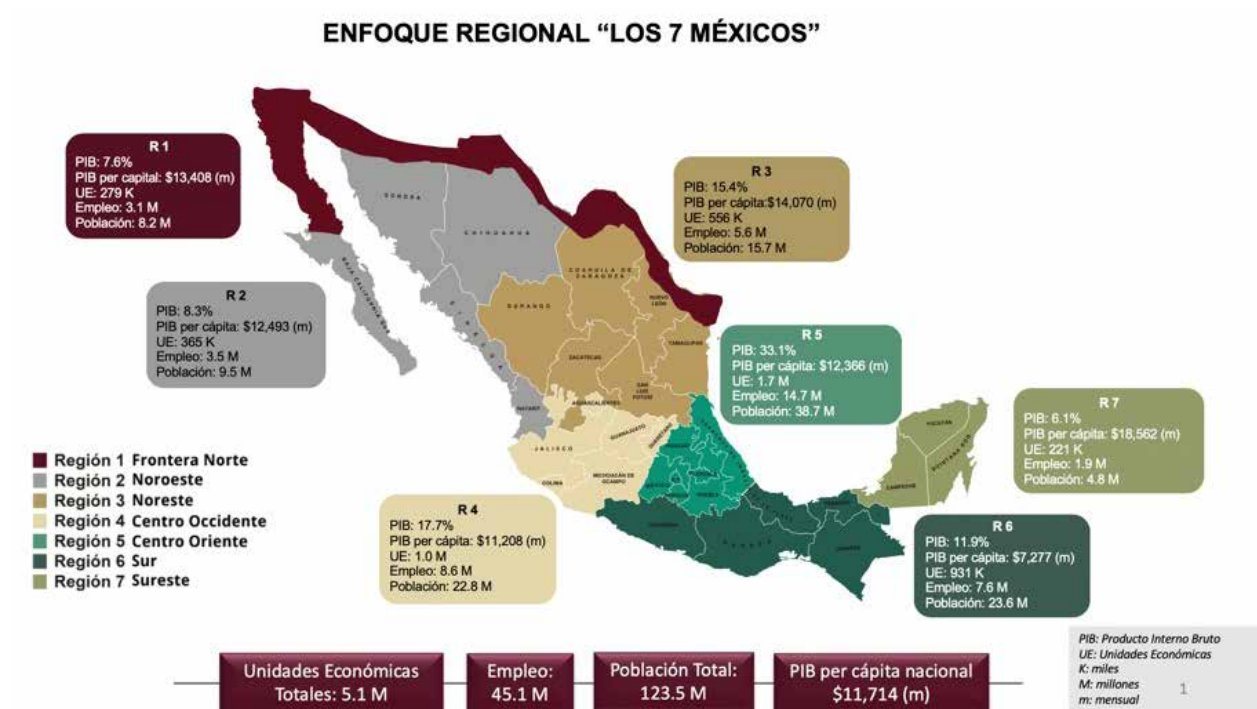 ENFOQUE REGIONAL “LOS 7 MÉXICOS”
R 1
PIB: 7.6%
PIB per capital: $13,408 (m)
UE: 279 K
Empleo: 3.1 M
Población: 8.2 M
R 3
PIB: 15.4%
PIB per cápita:$14,070 (m)
UE: 556 K
Empleo: 5.6 M
Población: 15.7 M
SONORA
CHIHUAHUA
COAHUILA DE
ZARAGOZA
BAJA CALIFORNIA SUR
NUEVO
LEÓN
DURANGO
SINALOA
R 2
PIB: 8.3%
PIB per cápita: $12,493 (m)
UE: 365 K
Empleo: 3.5 M
Población: 9.5 M
TAMAULIPAS
ZACATECAS
SAN
LUIS
POTOSÍ
R 5
PIB: 33.1%
PIB per cápita: $12,366 (m)
UE: 1.7 M
Empleo: 14.7 M
Población: 38.7 M
NAYARIT
AGUASCALIENTES
GUANAJUATO
QUERÉTARO
JALISCO
COLIMA
MICHOACÁN DE
OCAMPO
PUEBLA
R 7
PIB: 6.1%
PIB per cápita: $18,562 (m)
UE: 221 K
Empleo: 1.9 M
Población: 4.8 M
YUCATÁN
QUINTANA ROO
CAMPECHE
OAXACA
Región 1 Frontera Norte
Región 2 Noroeste
Región 3 Noreste
Región 4 Centro Occidente
Región 5 Centro Oriente
Región 6 Sur
Región 7 Sureste
R 4
PIB: 17.7%
PIB per cápita: $11,208 (m)
UE: 1.0 M
Empleo: 8.6 M
Población: 22.8 M
R 6
PIB: 11.9%
PIB per cápita: $7,277 (m)
UE: 931 K
Empleo: 7.6 M
Población: 23.6 M
Unidades Económicas
Totales: 5.1 M
Empleo:
45.1 M
Población Total:
123.5 M
PIB per cápita nacional
$11,714 (m)
PIB: Producto Interno Bruto
UE: Unidades Económicas
K: miles
M: millones
m: mensual
1